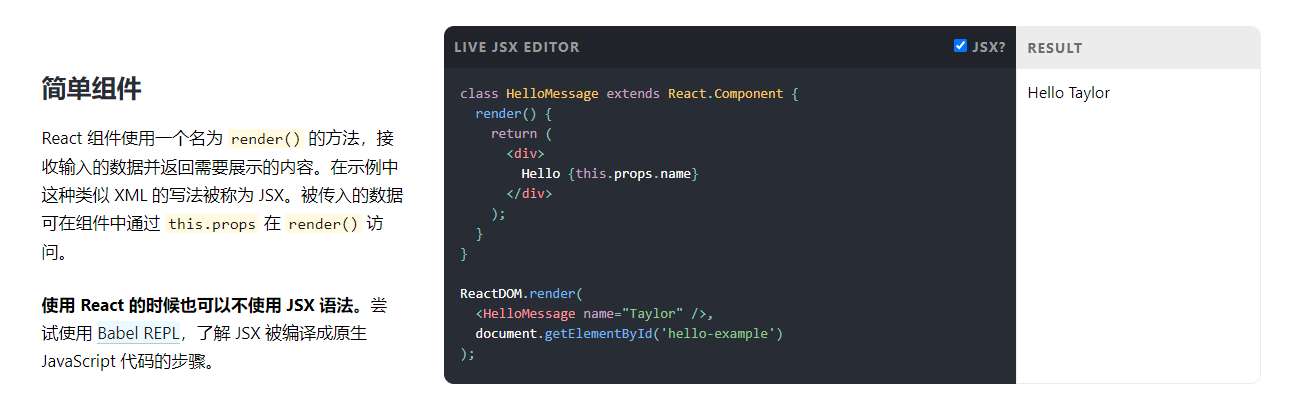 简单组件
React 组件使用一个名为 render() 的方法，接
收输入的数据并返回需要展示的内容。在示例中
这种类似 XML 的写法被称为 JSX。被传入的数据
可在组件中通过 this.props 在 render() 访
问。
使用 React 的时候也可以不使用 JSX 语法。尝
试使用 Babel REPL，了解 JSX 被编译成原生
JavaScript 代码的步骤。
LIVE JSX EDITOR
JSX?
class HelloMessage extends React.Component {
  render() {
    return (
      <div>
        Hello {this.props.name}
      </div>
    );
  }
}
ReactDOM.render(
  <HelloMessage name="Taylor" />,
  document.getElementById('hello-example')
);
RESULT
Hello Taylor